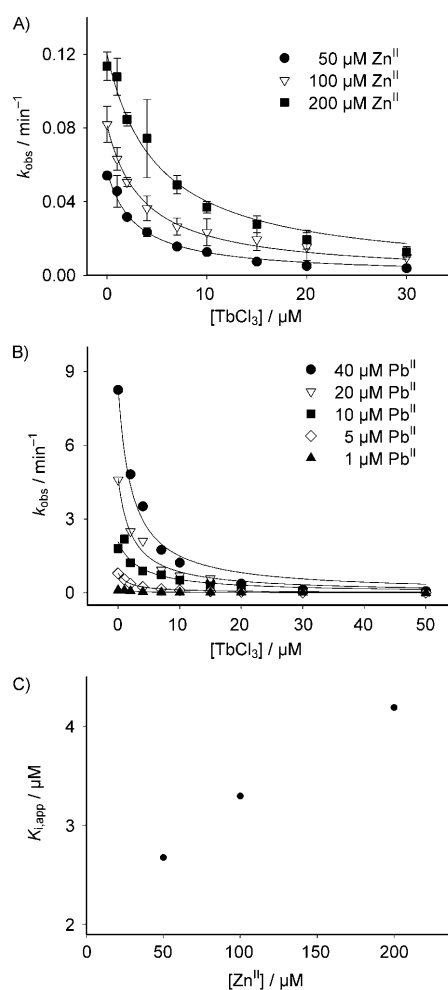 A)
0.12
0.08
0.04
0.00
k_obs / min⁻¹
50 µM Zn^II
100 µM Zn^II
200 µM Zn^II
0 10 20 30
[TbCl₃] / µM
B)
9
6
3
0
k_obs / min⁻¹
40 µM Pb^II
20 µM Pb^II
10 µM Pb^II
5 µM Pb^II
1 µM Pb^II
0 10 20 30 40 50
[TbCl₃] / µM
C)
4
3
2
K_i,app / µM
0 50 100 150 200
[Zn^II] / µM